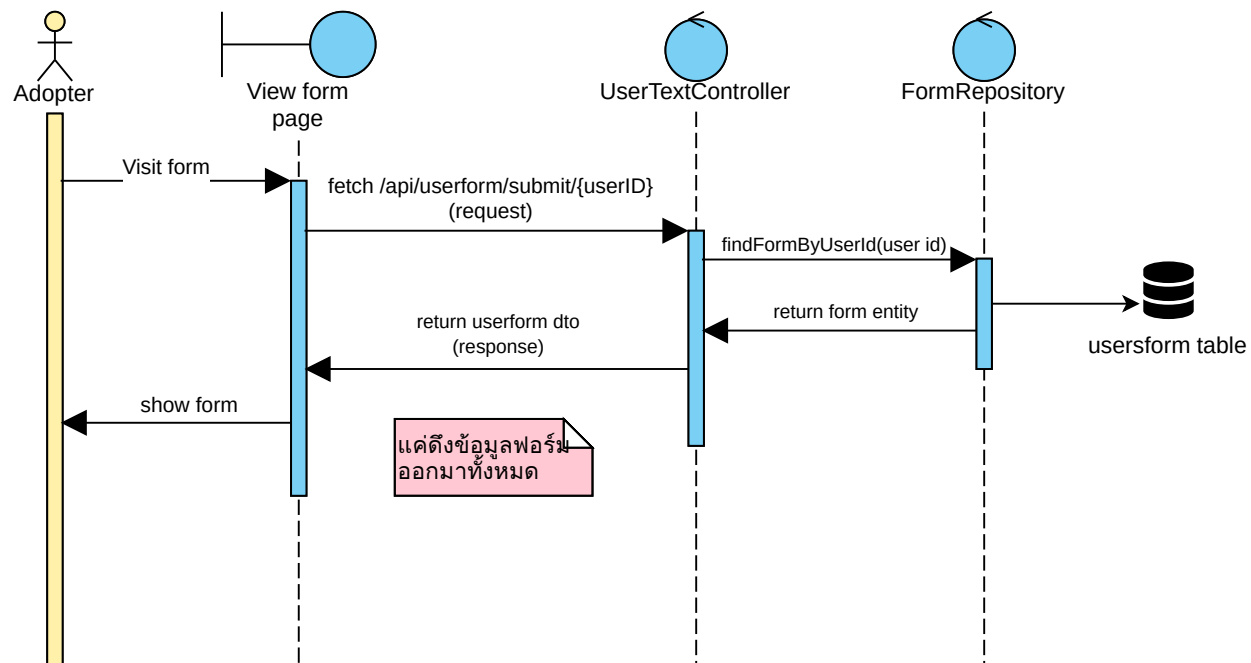 Adopter
View form
page
UserTextController
FormRepository
Visit form
fetch /api/userform/submit/{userID}
(request)
findFormByUserId(user id)
return form entity
return userform dto
(response)
usersform table
show form
แค่ดึงข้อมูลฟอร์ม
ออกมาทั้งหมด